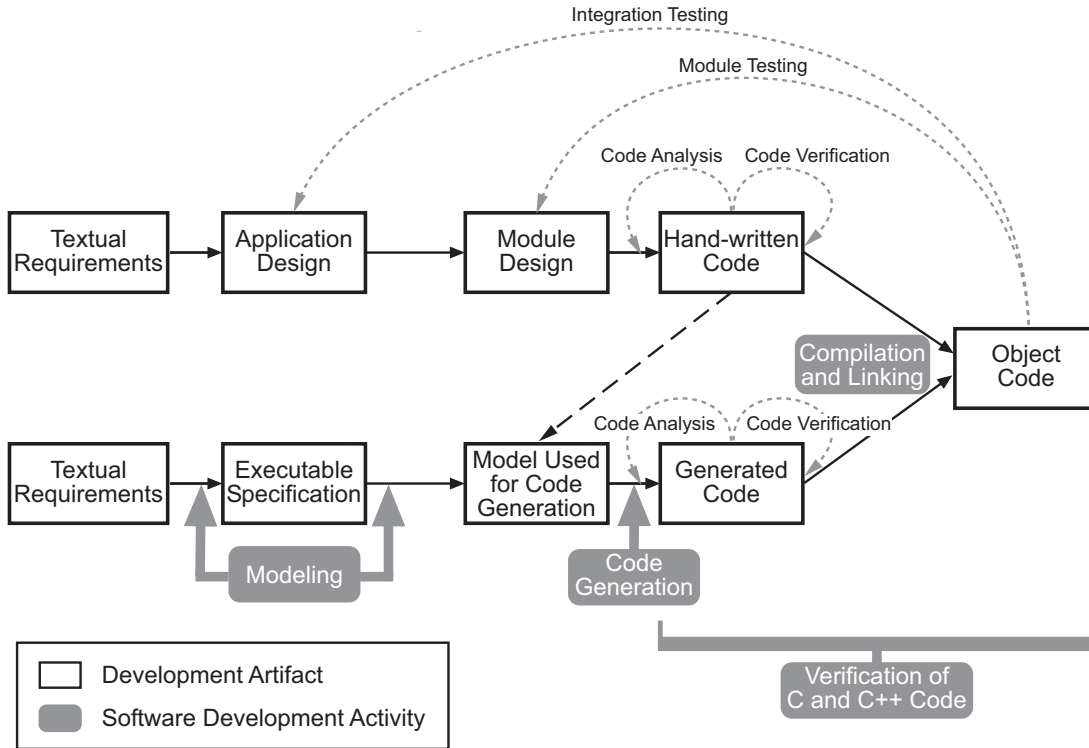 Integration Testing
Module Testing
Code Analysis
Code Verification
Textual
Requirements
Application
Design
Module
Design
Hand-written
Code
Compilation
and Linking
Object
Code
Code Analysis
Code Verification
Textual
Requirements
Executable
Specification
Model Used
for Code
Generation
Generated
Code
Modeling
Code
Generation
Development Artifact
Software Development Activity
Verification of
C and C++ Code